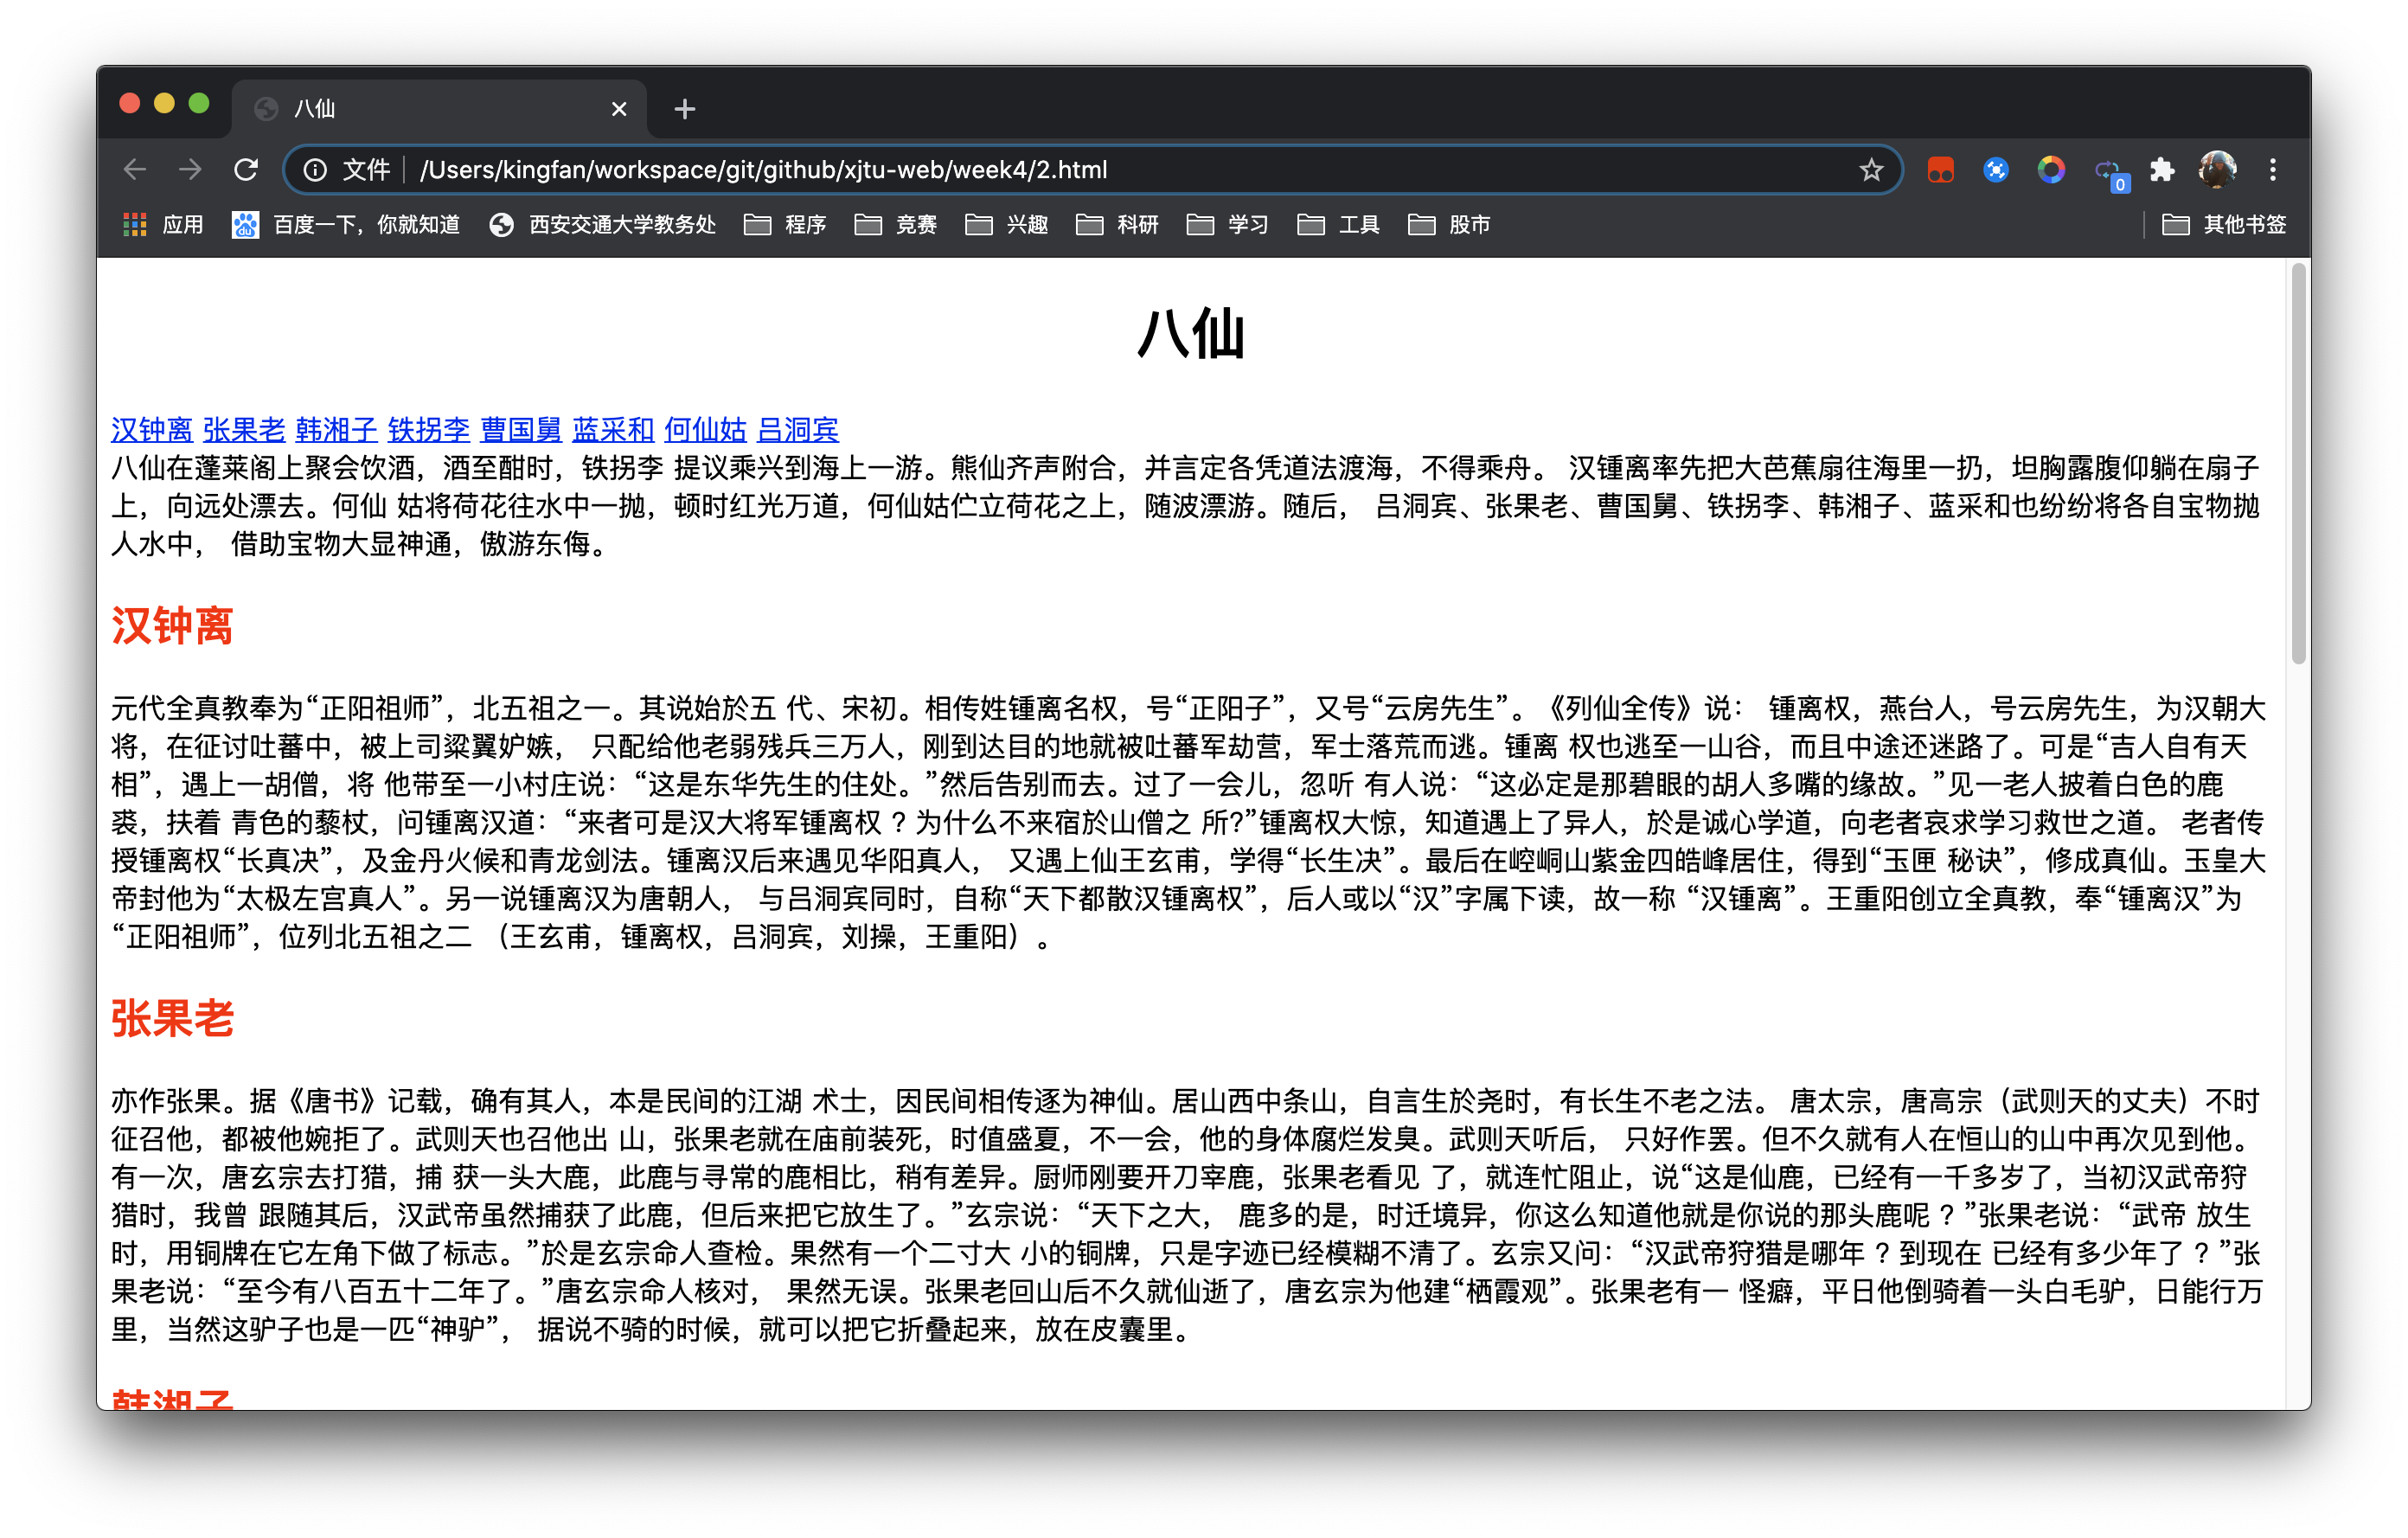 八仙
文件 /Users/kingfan/workspace/git/github/xjtu-web/week4/2.html
0
应用 百度一下，你就知道 西安交通大学教务处 程序 竞赛 兴趣 科研 学习 工具 股市 其他书签
八仙
汉钟离 张果老 韩湘子 铁拐李 曹国舅 蓝采和 何仙姑 吕洞宾
八仙在蓬莱阁上聚会饮酒，酒至酣时，铁拐李 提议乘兴到海上一游。熊仙齐声附合，并言定各凭道法渡海，不得乘舟。 汉锺离率先把大芭蕉扇往海里一扔，坦胸露腹仰躺在扇子
上，向远处漂去。何仙 姑将荷花往水中一抛，顿时红光万道，何仙姑伫立荷花之上，随波漂游。随后， 吕洞宾、张果老、曹国舅、铁拐李、韩湘子、蓝采和也纷纷将各自宝物抛
人水中， 借助宝物大显神通，傲游东侮。
汉钟离
元代全真教奉为“正阳祖师”，北五祖之一。其说始於五 代、宋初。相传姓锺离名权，号“正阳子”，又号“云房先生”。《列仙全传》说： 锺离权，燕台人，号云房先生，为汉朝大
将，在征讨吐蕃中，被上司粱翼妒嫉， 只配给他老弱残兵三万人，刚到达目的地就被吐蕃军劫营，军士落荒而逃。锺离 权也逃至一山谷，而且中途还迷路了。可是“吉人自有天
相”，遇上一胡僧，将 他带至一小村庄说：“这是东华先生的住处。”然后告别而去。过了一会儿，忽听 有人说：“这必定是那碧眼的胡人多嘴的缘故。”见一老人披着白色的鹿
裘，扶着 青色的藜杖，问锺离汉道：“来者可是汉大将军锺离权？为什么不来宿於山僧之 所?”锺离权大惊，知道遇上了异人，於是诚心学道，向老者哀求学习救世之道。 老者传
授锺离权“长真决”，及金丹火候和青龙剑法。锺离汉后来遇见华阳真人， 又遇上仙王玄甫，学得“长生决”。最后在崆峒山紫金四皓峰居住，得到“玉匣 秘诀”，修成真仙。玉皇大
帝封他为“太极左宫真人”。另一说锺离汉为唐朝人， 与吕洞宾同时，自称“天下都散汉锺离权”，后人或以“汉”字属下读，故一称 “汉锺离”。王重阳创立全真教，奉“锺离汉”为
“正阳祖师”，位列北五祖之二 （王玄甫，锺离权，吕洞宾，刘操，王重阳）。
张果老
亦作张果。据《唐书》记载，确有其人，本是民间的江湖 术士，因民间相传逐为神仙。居山西中条山，自言生於尧时，有长生不老之法。 唐太宗，唐高宗（武则天的丈夫）不时
征召他，都被他婉拒了。武则天也召他出 山，张果老就在庙前装死，时值盛夏，不一会，他的身体腐烂发臭。武则天听后， 只好作罢。但不久就有人在恒山的山中再次见到他。
有一次，唐玄宗去打猎，捕 获一头大鹿，此鹿与寻常的鹿相比，稍有差异。厨师刚要开刀宰鹿，张果老看见 了，就连忙阻止，说“这是仙鹿，已经有一千多岁了，当初汉武帝狩
猎时，我曾 跟随其后，汉武帝虽然捕获了此鹿，但后来把它放生了。”玄宗说：“天下之大， 鹿多的是，时迁境异，你这么知道他就是你说的那头鹿呢？”张果老说：“武帝 放生
时，用铜牌在它左角下做了标志。”於是玄宗命人查检。果然有一个二寸大 小的铜牌，只是字迹已经模糊不清了。玄宗又问：“汉武帝狩猎是哪年？到现在 已经有多少年了？”张
果老说：“至今有八百五十二年了。”唐玄宗命人核对， 果然无误。张果老回山后不久就仙逝了，唐玄宗为他建“栖霞观”。张果老有一 怪癖，平日他倒骑着一头白毛驴，日能行万
里，当然这驴子也是一匹“神驴”， 据说不骑的时候，就可以把它折叠起来，放在皮囊里。
韩湘子